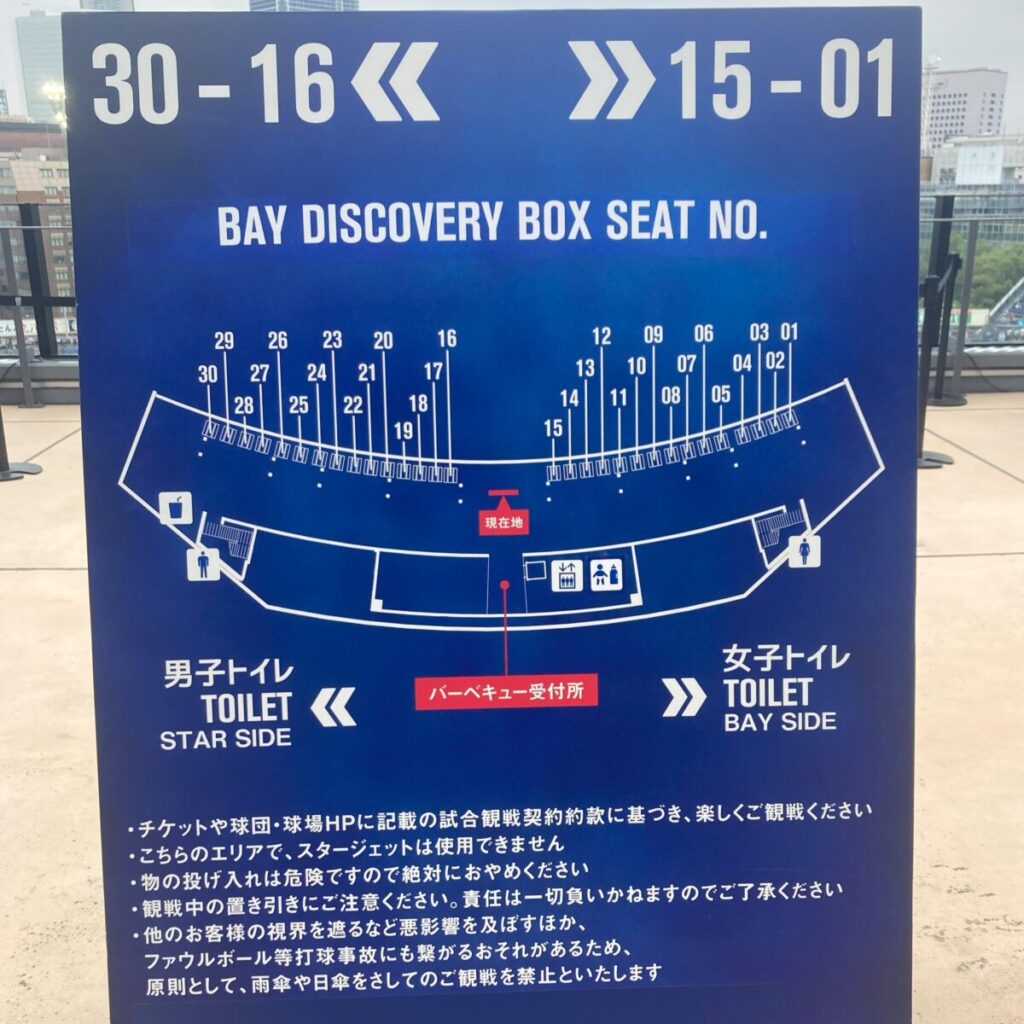 30 - 16 15 - 01
BAY DISCOVERY BOX SEAT NO.
29 26 23 20 16 12 09 06 03 01
30 27 24 21 17 13 10 07 04 02
28 25 22 19 18 15 14 11 08 05
現在地
バーベキュー受付所
男子トイレ
TOILET
STAR SIDE
女子トイレ
TOILET
BAY SIDE
・チケットや球団・球場HPに記載の試合観戦契約約款に基づき、楽しくご観戦ください
・こちらのエリアで、スタージェットは使用できません
・物の投げ入れは危険ですので絶対におやめください
・観戦中の置き引きにご注意ください。責任は一切負いかねますのでご了承ください
・他のお客様の視界を遮るなど悪影響を及ぼすほか、
ファウルボール等打球事故にも繋がるおそれがあるため、
原則として、雨傘や日傘をさしてのご観戦を禁止といたします